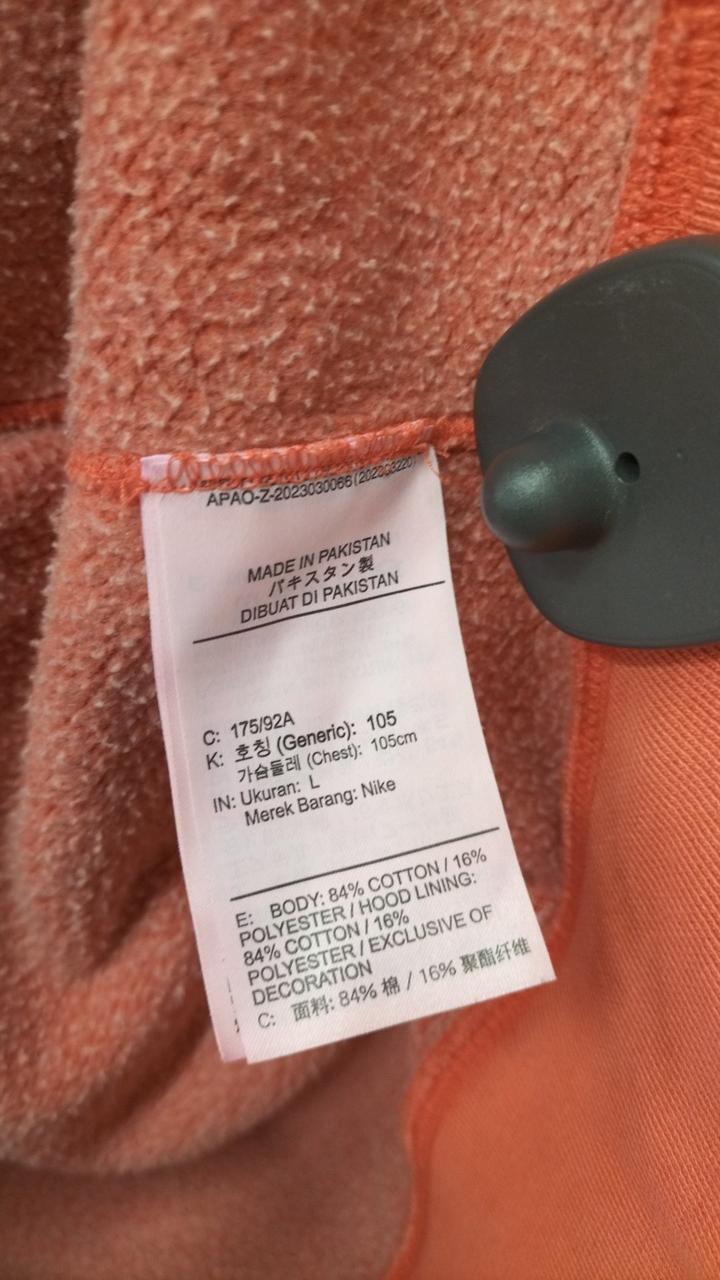 APAO-Z-2023030066 (20230320)
MADE IN PAKISTAN
パキスタン製
DIBUAT DI PAKISTAN
C: 175/92A
K: 호칭 (Generic): 105
가슴둘레 (Chest): 105cm
IN: Ukuran: L
Merek Barang: Nike
E: BODY: 84% COTTON / 16%
POLYESTER / HOOD LINING:
84% COTTON / 16%
POLYESTER / EXCLUSIVE OF
DECORATION
C: 面料: 84% 棉 / 16% 聚酯纤维